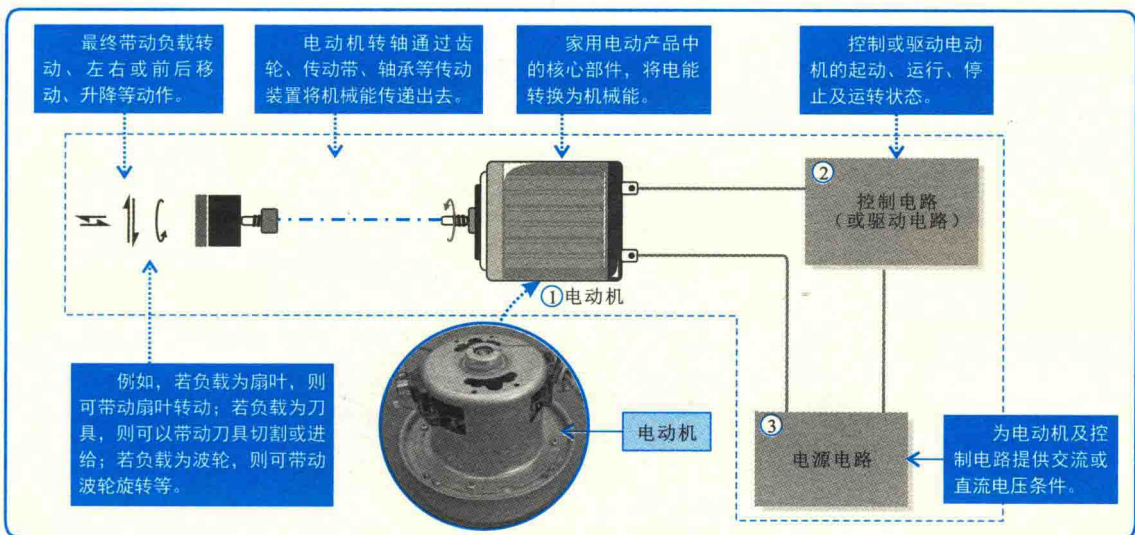 最终带动负载转
动、左右或前后移
动、升降等动作。
电动机转轴通过齿
轮、传动带、轴承等传动
装置将机械能传递出去。
家用电动产品中
的核心部件，将电能
转换为机械能。
控制或驱动电动
机的起动、运行、停
止及运转状态。
②
控制电路
（或驱动电路）
①电动机
例如，若负载为扇叶，则
可带动扇叶转动；若负载为刀
具，则可以带动刀具切割或进
给；若负载为波轮，则可带动
波轮旋转等。
电动机
③
电源电路
为电动机及控
制电路提供交流或
直流电压条件。